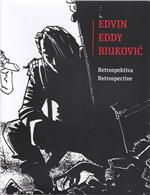 EDVIN
EDDY
BIUKOVIĆ
Retrospektiva
Retrospective